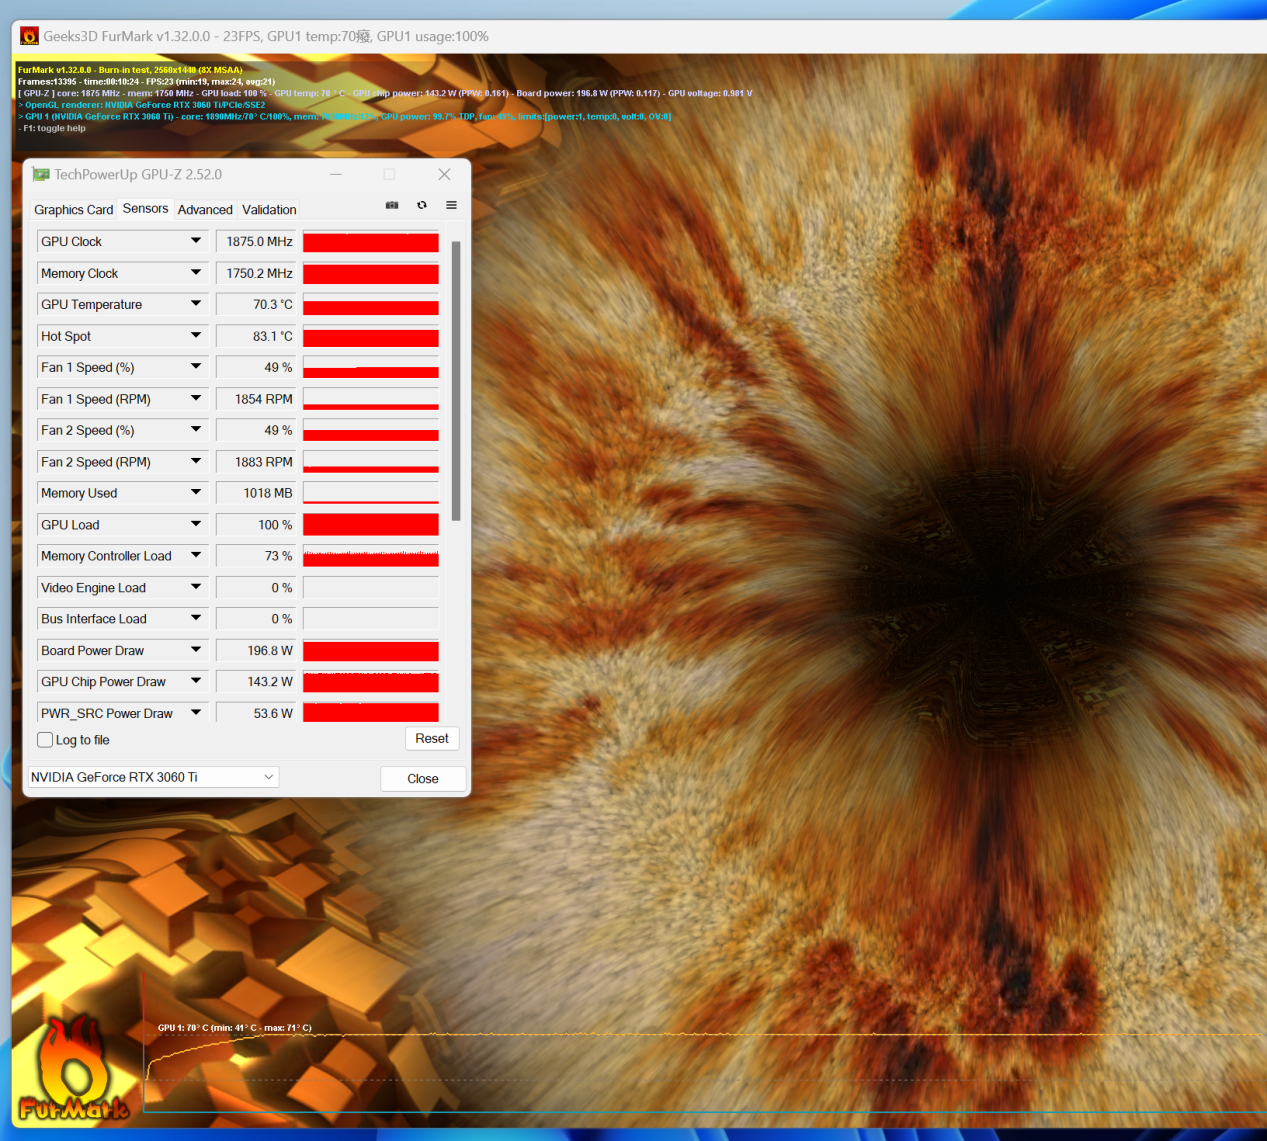 Geeks3D FurMark v1.32.0.0 - 23FPS, GPU1 temp:70癈, GPU1 usage:100%
FurMark v1.32.0.0 - Burn-in test, 2560x1440 (8X MSAA)
Frames:13395 - time:00:10:24 - FPS:23 (min:19, max:24, avg:21)
[ GPU-Z ] core: 1875 MHz - mem: 1750 MHz - GPU load: 100 % - GPU temp: 70 ° C - GPU chip power: 143.2 W (PPW: 0.161) - Board power: 196.8 W (PPW: 0.117) - GPU voltage: 0.981 V
> OpenGL renderer: NVIDIA GeForce RTX 3060 Ti/PCIe/SSE2
> GPU 1 (NVIDIA GeForce RTX 3060 Ti) - core: 1890MHz/70° C/100%, mem: GPU power: 99.7% TDP, fan: limits:[power:1, temp:0, volt:0, OV:0]
- F1: toggle help
TechPowerUp GPU-Z 2.52.0
Graphics Card Sensors Advanced Validation
GPU Clock 1875.0 MHz
Memory Clock 1750.2 MHz
GPU Temperature 70.3 °C
Hot Spot 83.1 °C
Fan 1 Speed (%) 49 %
Fan 1 Speed (RPM) 1854 RPM
Fan 2 Speed (%) 49 %
Fan 2 Speed (RPM) 1883 RPM
Memory Used 1018 MB
GPU Load 100 %
Memory Controller Load 73 %
Video Engine Load 0 %
Bus Interface Load 0 %
Board Power Draw 196.8 W
GPU Chip Power Draw 143.2 W
PWR_SRC Power Draw 53.6 W
Log to file Reset
NVIDIA GeForce RTX 3060 Ti Close
GPU 1: 70° C (min: 41° C - max: 71° C)
FurMark